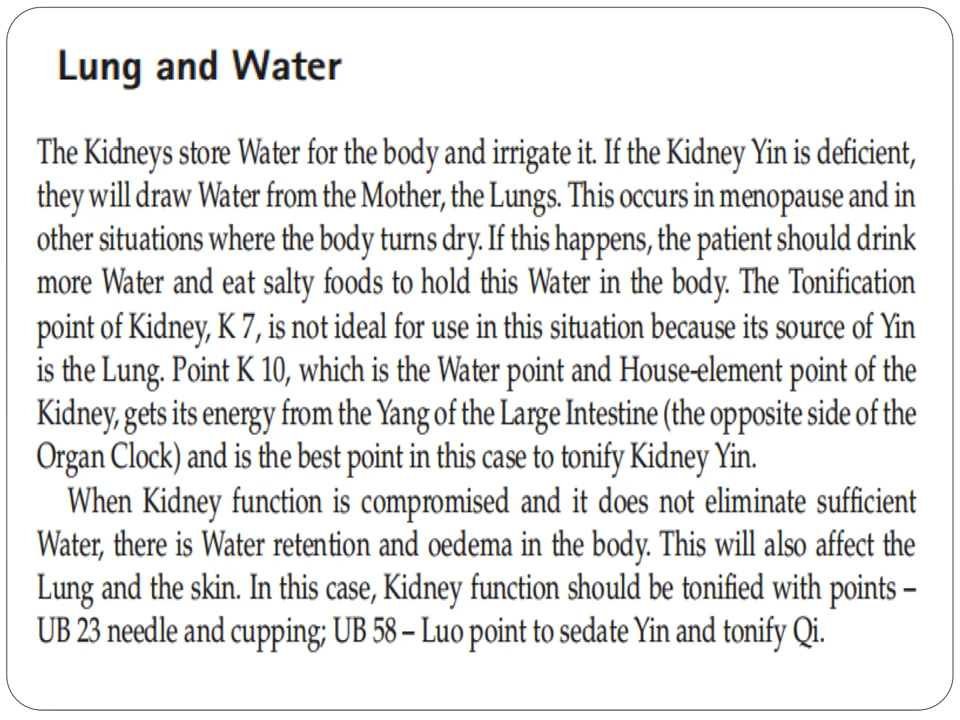 Lung and Water
The Kidneys store Water for the body and irrigate it. If the Kidney Yin is deficient,
they will draw Water from the Mother, the Lungs. This occurs in menopause and in
other situations where the body turns dry. If this happens, the patient should drink
more Water and eat salty foods to hold this Water in the body. The Tonification
point of Kidney, K 7, is not ideal for use in this situation because its source of Yin
is the Lung. Point K 10, which is the Water point and House-element point of the
Kidney, gets its energy from the Yang of the Large Intestine (the opposite side of the
Organ Clock) and is the best point in this case to tonify Kidney Yin.
When Kidney function is compromised and it does not eliminate sufficient
Water, there is Water retention and oedema in the body. This will also affect the
Lung and the skin. In this case, Kidney function should be tonified with points –
UB 23 needle and cupping; UB 58 – Luo point to sedate Yin and tonify Qi.